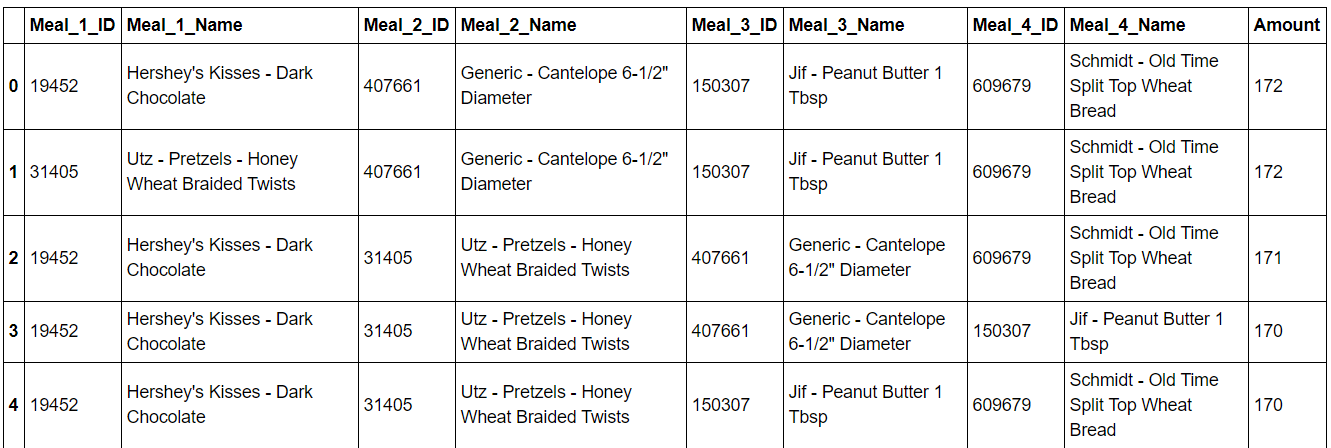 Meal_1_ID Meal_1_Name Meal_2_ID Meal_2_Name Meal_3_ID Meal_3_Name Meal_4_ID Meal_4_Name Amount
0 19452 Hershey's Kisses - Dark Chocolate 407661 Generic - Cantelope 6-1/2" Diameter 150307 Jif - Peanut Butter 1 Tbsp 609679 Schmidt - Old Time Split Top Wheat Bread 172
1 31405 Utz - Pretzels - Honey Wheat Braided Twists 407661 Generic - Cantelope 6-1/2" Diameter 150307 Jif - Peanut Butter 1 Tbsp 609679 Schmidt - Old Time Split Top Wheat Bread 172
2 19452 Hershey's Kisses - Dark Chocolate 31405 Utz - Pretzels - Honey Wheat Braided Twists 407661 Generic - Cantelope 6-1/2" Diameter 609679 Schmidt - Old Time Split Top Wheat Bread 171
3 19452 Hershey's Kisses - Dark Chocolate 31405 Utz - Pretzels - Honey Wheat Braided Twists 407661 Generic - Cantelope 6-1/2" Diameter 150307 Jif - Peanut Butter 1 Tbsp 170
4 19452 Hershey's Kisses - Dark Chocolate 31405 Utz - Pretzels - Honey Wheat Braided Twists 150307 Jif - Peanut Butter 1 Tbsp 609679 Schmidt - Old Time Split Top Wheat Bread 170